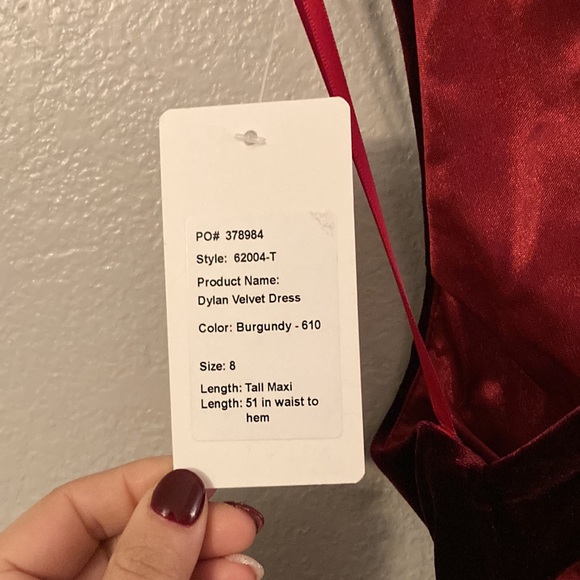 PO# 378984
Style: 62004-T
Product Name:
Dylan Velvet Dress
Color: Burgundy - 610
Size: 8
Length: Tall Maxi
Length: 51 in waist to
hem